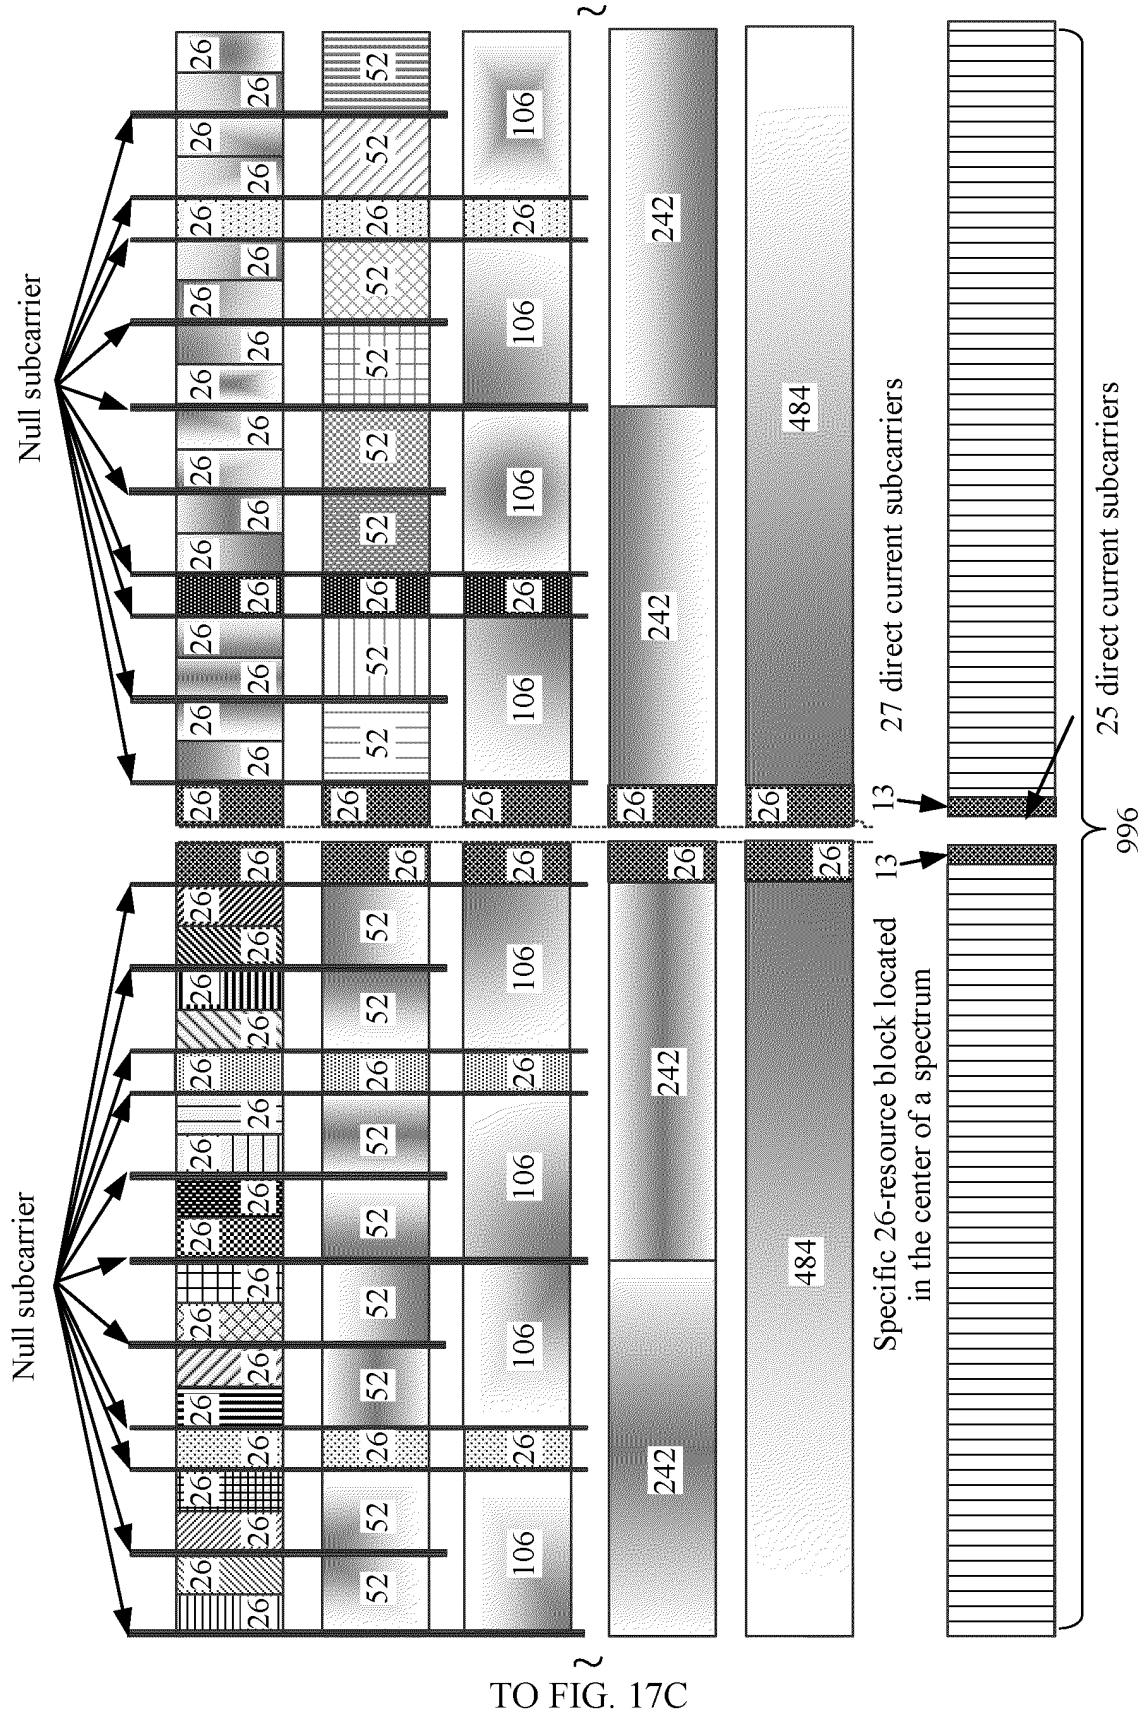 Null subcarrier
Null subcarrier
26 26 26 26 26 26 26 26 26 26 26 26 26 26 26 26 26 26 26 26 26 26 26 26 26 26 26 26 26 26 26 26 26 26 26 26 26 26
52 52 26 52 52 52 52 26 52 52 26 26 52 52 26 52 52 52 52 26 52 52
106 26 106 106 26 106 26 26 106 26 106 106 26 106
~ ~
242 242 26 26 242 242
484 26 26 484
Specific 26-resource block located
in the center of a spectrum
13
13
27 direct current subcarriers
25 direct current subcarriers
996
TO FIG. 17C